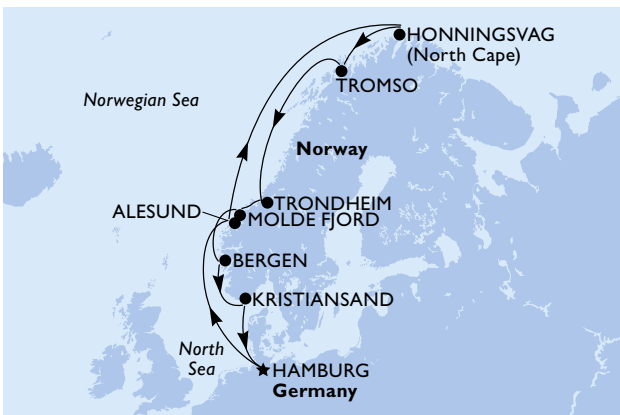 HONNINGSVAG
(North Cape)
TROMSO
Norwegian Sea
Norway
TRONDHEIM
ALESUND
MOLDE FJORD
BERGEN
KRISTIANSAND
North
Sea
HAMBURG
Germany